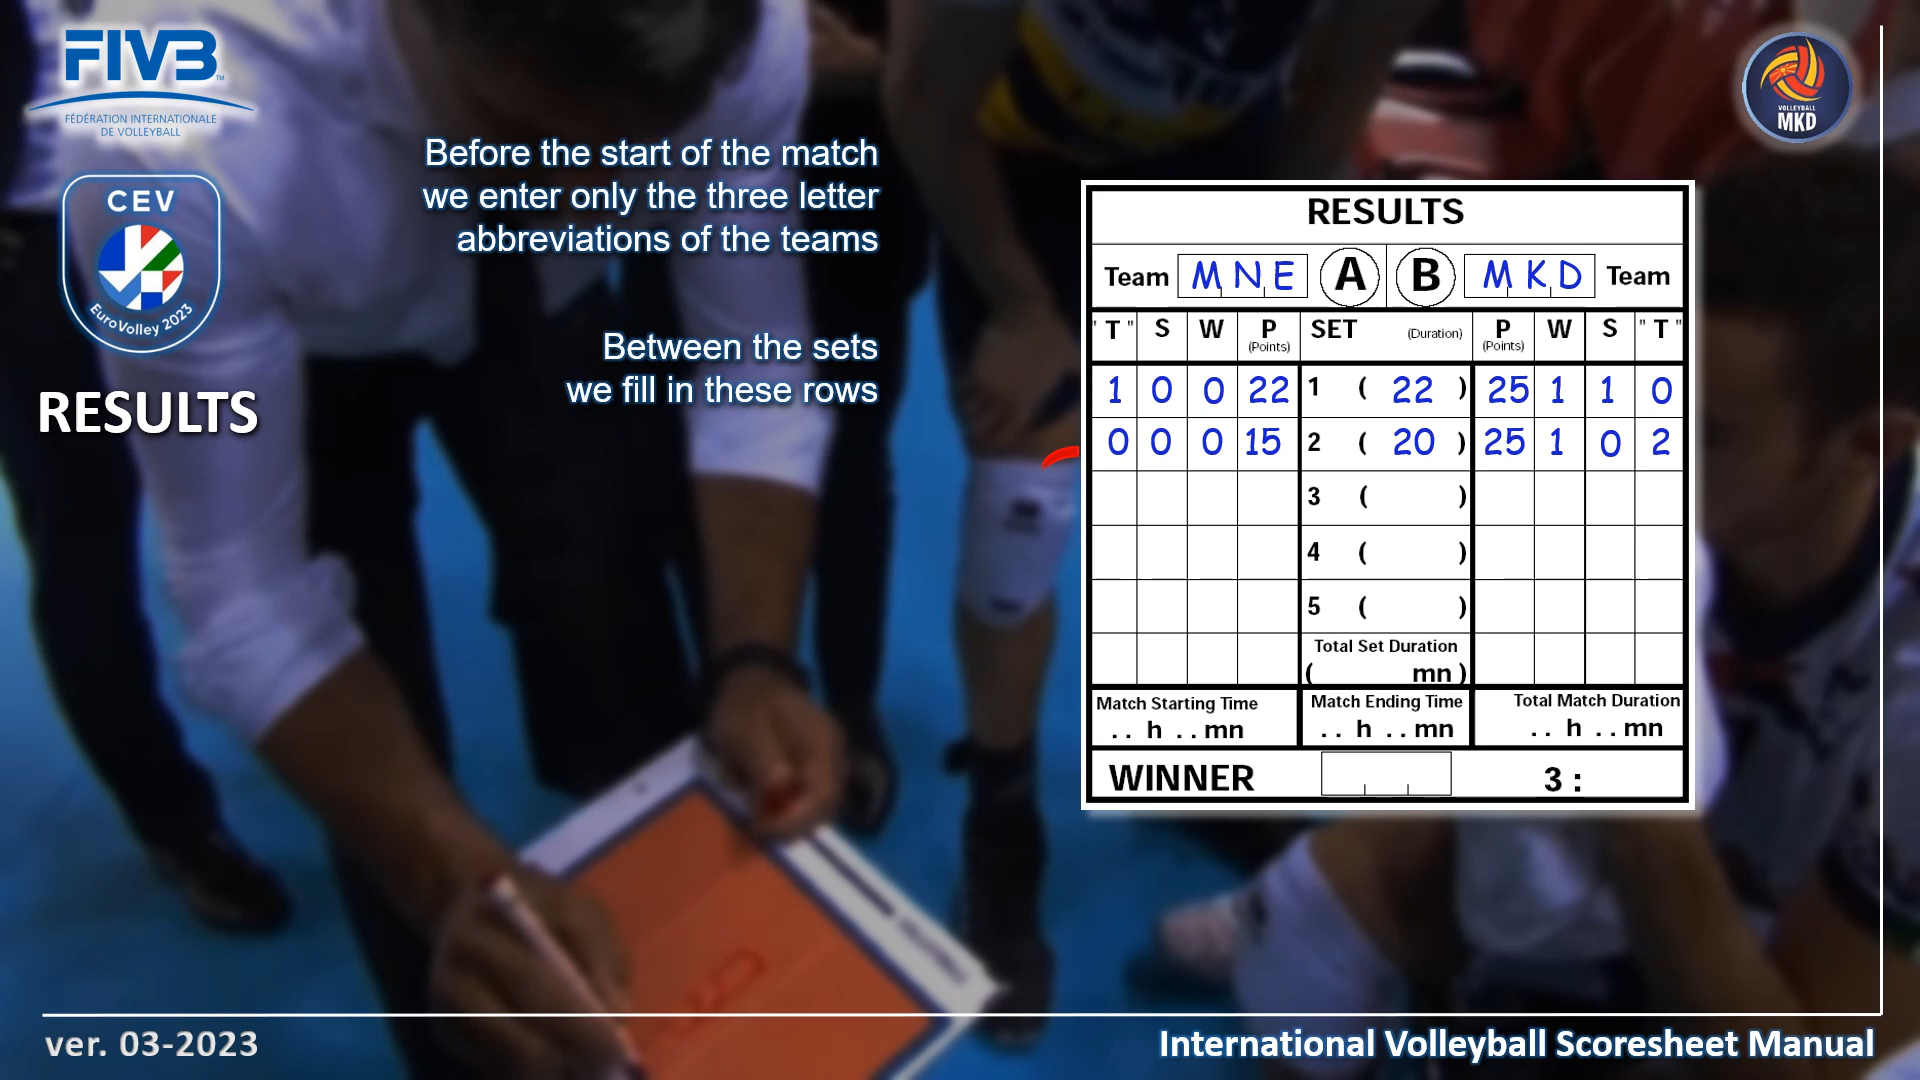 FIVB
™
FÉDÉRATION INTERNATIONALE
DE VOLLEYBALL
CEV
EuroVolley 2023
RESULTS
Before the start of the match
we enter only the three letter
abbreviations of the teams
Between the sets
we fill in these rows
VOLLEYBALL
MKD
RESULTS
Team MNE A B MKD Team
"T" S W P (Points) SET (Duration) P (Points) W S "T"
1 0 0 22 1 ( 22 ) 25 1 1 0
0 0 0 15 2 ( 20 ) 25 1 0 2
3 ( )
4 ( )
5 ( )
Total Set Duration
( mn )
Match Starting Time Match Ending Time Total Match Duration
. . h . . mn . . h . . mn . . h . . mn
WINNER 3 :
ver. 03-2023
International Volleyball Scoresheet Manual